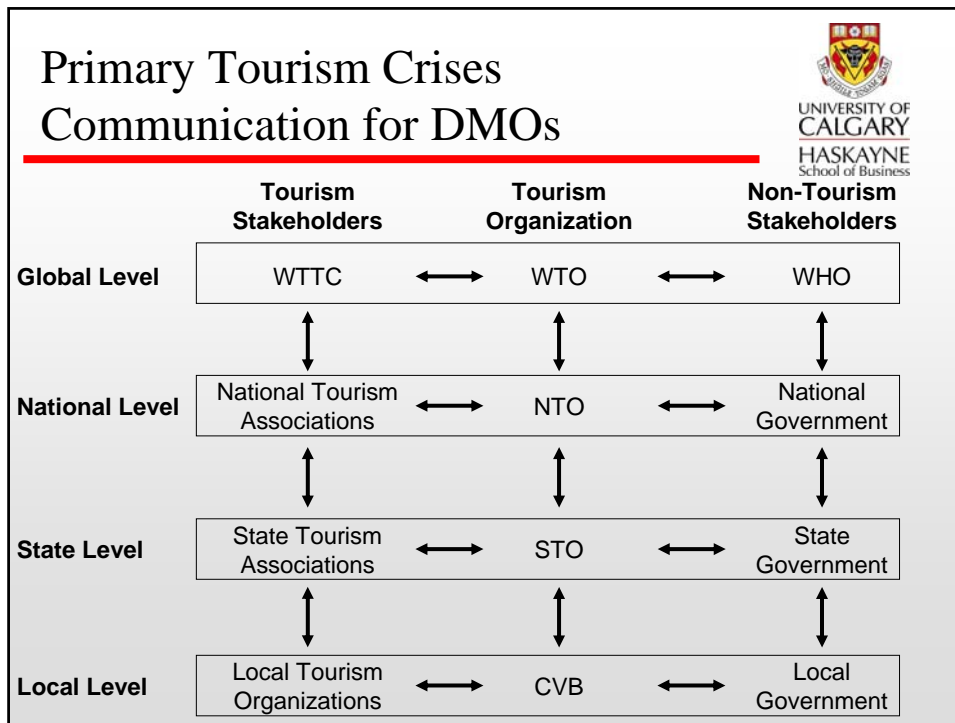 Primary Tourism Crises
Communication for DMOs
UNIVERSITY OF
CALGARY
HASKAYNE
School of Business
Tourism
Stakeholders
Tourism
Organization
Non-Tourism
Stakeholders
Global Level
WTTC
WTO
WHO
National Level
National Tourism
Associations
NTO
National
Government
State Level
State Tourism
Associations
STO
State
Government
Local Level
Local Tourism
Organizations
CVB
Local
Government